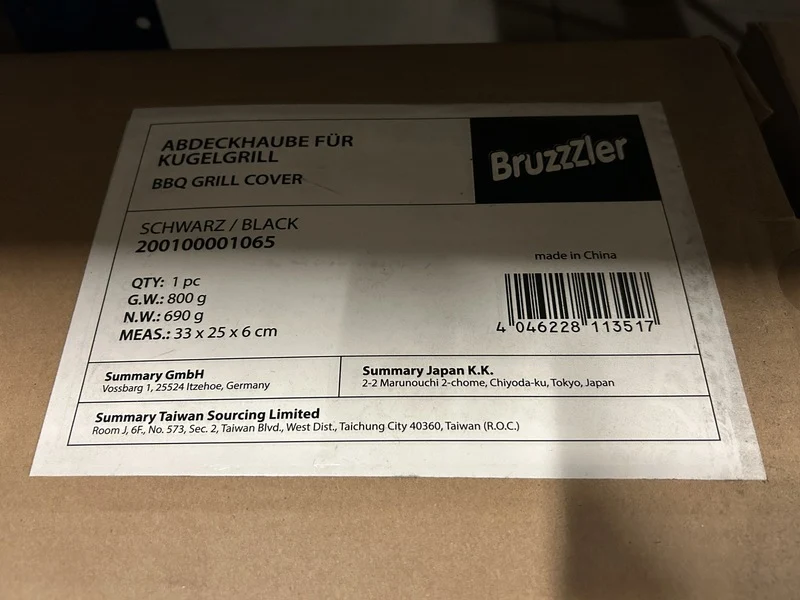 ABDECKHAUBE FÜR
KUGELGRILL
BBQ GRILL COVER
Bruzzzler
SCHWARZ / BLACK
200100001065
made in China
QTY: 1 pc
G.W.: 800 g
N.W.: 690 g
MEAS.: 33 x 25 x 6 cm
4 046228 113517
Summary GmbH
Vossbarg 1, 25524 Itzehoe, Germany
Summary Japan K.K.
2-2 Marunouchi 2-chome, Chiyoda-ku, Tokyo, Japan
Summary Taiwan Sourcing Limited
Room J, 6F., No. 573, Sec. 2, Taiwan Blvd., West Dist., Taichung City 40360, Taiwan (R.O.C.)